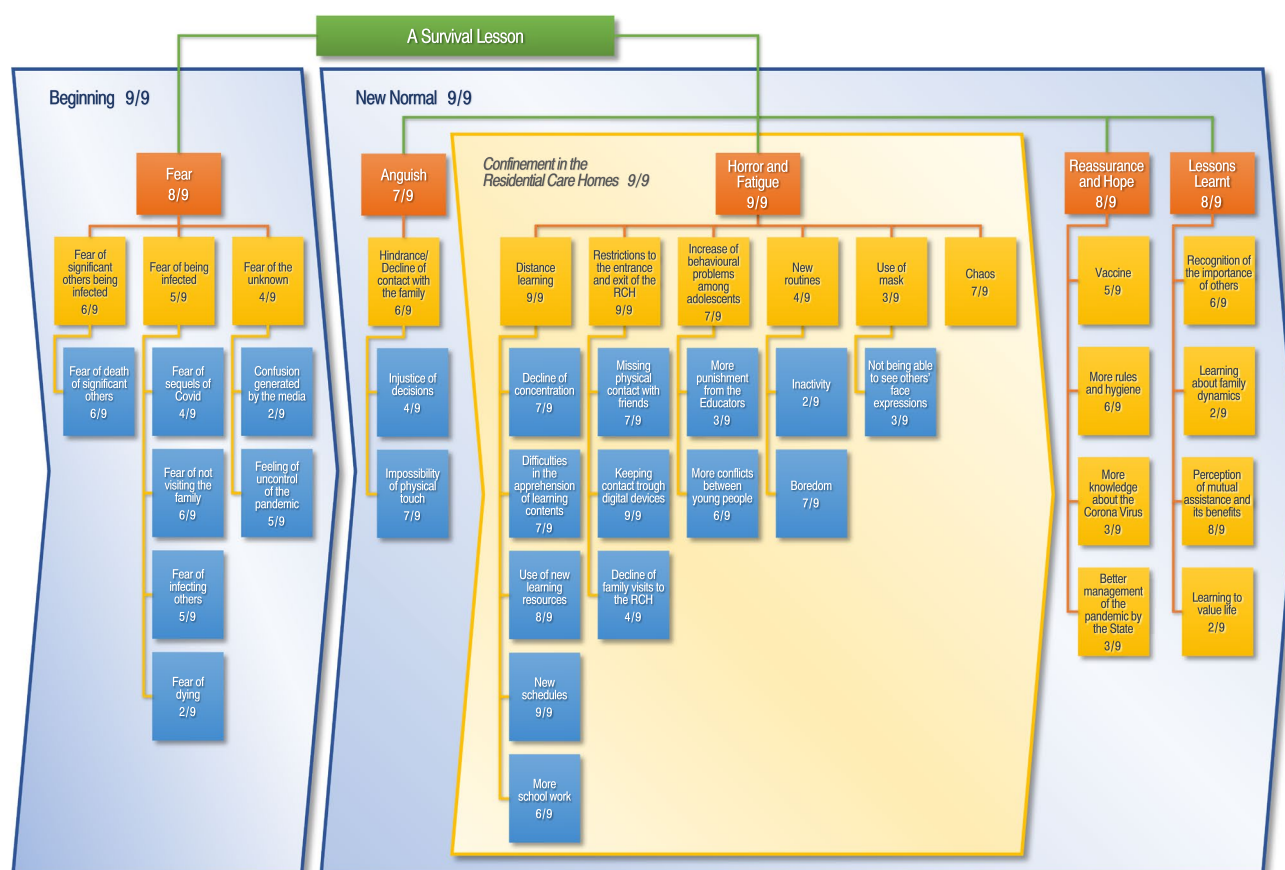 A Survival Lesson
Beginning 9/9
Fear
8/9
Fear of
significant
others being
infected
6/9
Fear of death
of significant
others
6/9
Fear of being
infected
5/9
Fear of
sequels of
Covid
4/9
Fear of not
visiting the
family
6/9
Fear of
infecting
others
5/9
Fear of
dying
2/9
Fear of the
unknown
4/9
Confusion
generated
by the media
2/9
Feeling of
uncontrol
of the
pandemic
5/9
New Normal 9/9
Anguish
7/9
Hindrance/
Decline of
contact with
the family
6/9
Injustice of
decisions
4/9
Impossibility
of physical
touch
7/9
Confinement in the
Residential Care Homes 9/9
Horror and
Fatigue
9/9
Distance
learning
9/9
Decline of
concentration
7/9
Difficulties
in the
apprehension
of learning
contents
7/9
Use of new
learning
resources
8/9
New
schedules
9/9
More
school work
6/9
Restrictions to
the entrance
and exit of the
RCH
9/9
Missing
physical
contact with
friends
7/9
Keeping
contact trough
digital devices
9/9
Decline of
family visits to
the RCH
4/9
Increase of
behavioural
problems
among
adolescents
7/9
More
punishment
from the
Educators
3/9
More conflicts
between
young people
6/9
New
routines
4/9
Inactivity
2/9
Boredom
7/9
Use of
mask
3/9
Not being able
to see others'
face
expressions
3/9
Chaos
7/9
Reassurance
and Hope
8/9
Vaccine
5/9
More rules
and hygiene
6/9
More
knowledge
about the
Corona Virus
3/9
Better
management
of the
pandemic by
the State
3/9
Lessons
Learnt
8/9
Recognition of
the importance
of others
6/9
Learning
about family
dynamics
2/9
Perception
of mutual
assistance and
its benefits
8/9
Learning to
value life
2/9